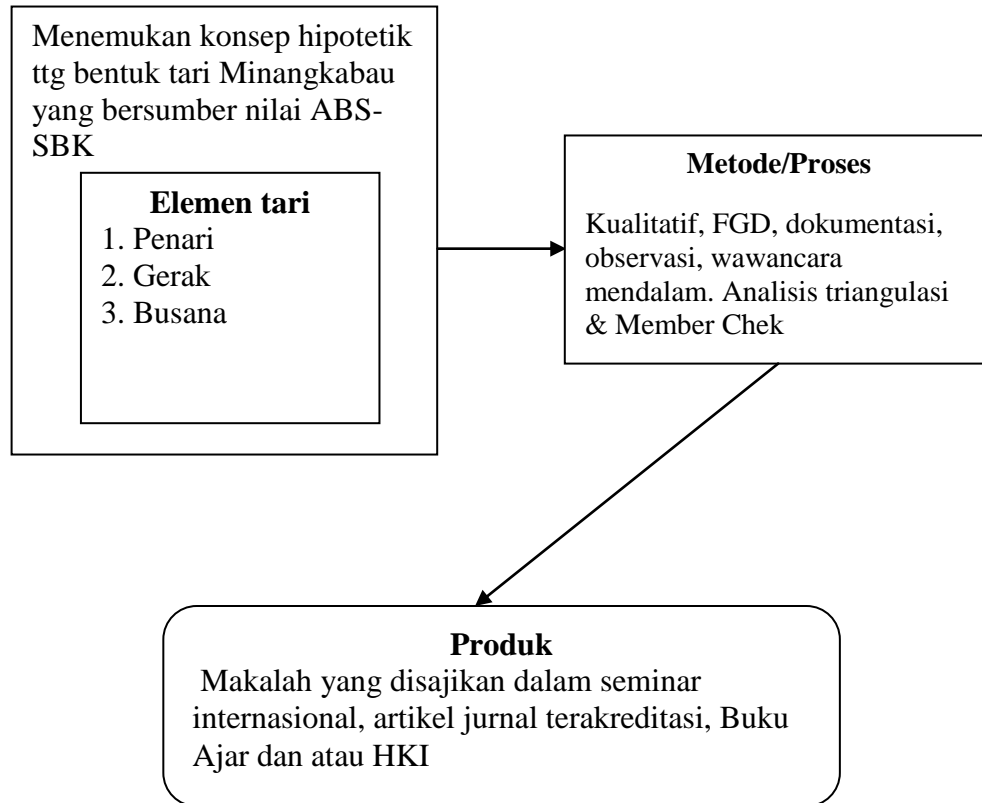 Menemukan konsep hipotetik
ttg bentuk tari Minangkabau
yang bersumber nilai ABS-
SBK
Elemen tari
1. Penari
2. Gerak
3. Busana
Metode/Proses
Kualitatif, FGD, dokumentasi,
observasi, wawancara
mendalam. Analisis triangulasi
& Member Chek
Produk
Makalah yang disajikan dalam seminar
internasional, artikel jurnal terakreditasi, Buku
Ajar dan atau HKI